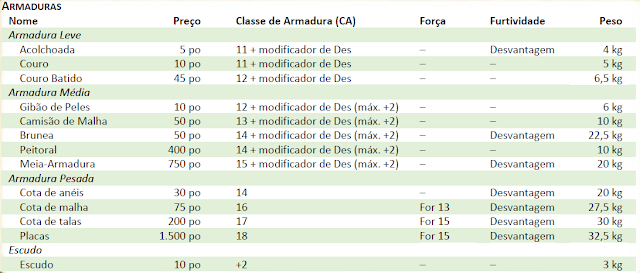 ARMADURAS
Nome Preço Classe de Armadura (CA) Força Furtividade Peso
Armadura Leve
Acolchoada 5 po 11 + modificador de Des – Desvantagem 4 kg
Couro 10 po 11 + modificador de Des – – 5 kg
Couro Batido 45 po 12 + modificador de Des – – 6,5 kg
Armadura Média
Gibão de Peles 10 po 12 + modificador de Des (máx. +2) – – 6 kg
Camisão de Malha 50 po 13 + modificador de Des (máx. +2) – – 10 kg
Brunea 50 po 14 + modificador de Des (máx. +2) – Desvantagem 22,5 kg
Peitoral 400 po 14 + modificador de Des (máx. +2) – – 10 kg
Meia-Armadura 750 po 15 + modificador de Des (máx. +2) – Desvantagem 20 kg
Armadura Pesada
Cota de anéis 30 po 14 – Desvantagem 20 kg
Cota de malha 75 po 16 For 13 Desvantagem 27,5 kg
Cota de talas 200 po 17 For 15 Desvantagem 30 kg
Placas 1.500 po 18 For 15 Desvantagem 32,5 kg
Escudo
Escudo 10 po +2 – – 3 kg